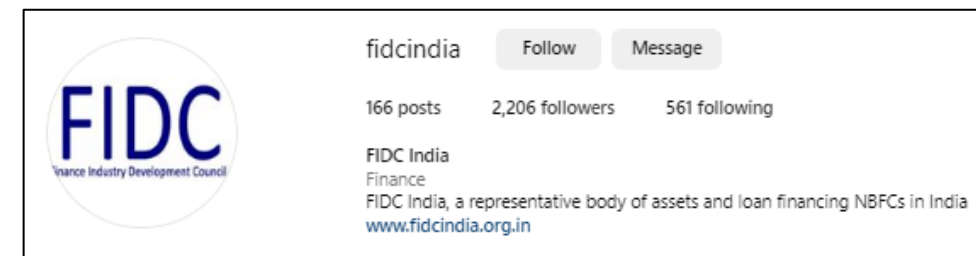 FIDC
Finance Industry Development Council
fidcindia Follow Message
166 posts 2,206 followers 561 following
FIDC India
Finance
FIDC India, a representative body of assets and loan financing NBFCs in India
www.fidcindia.org.in